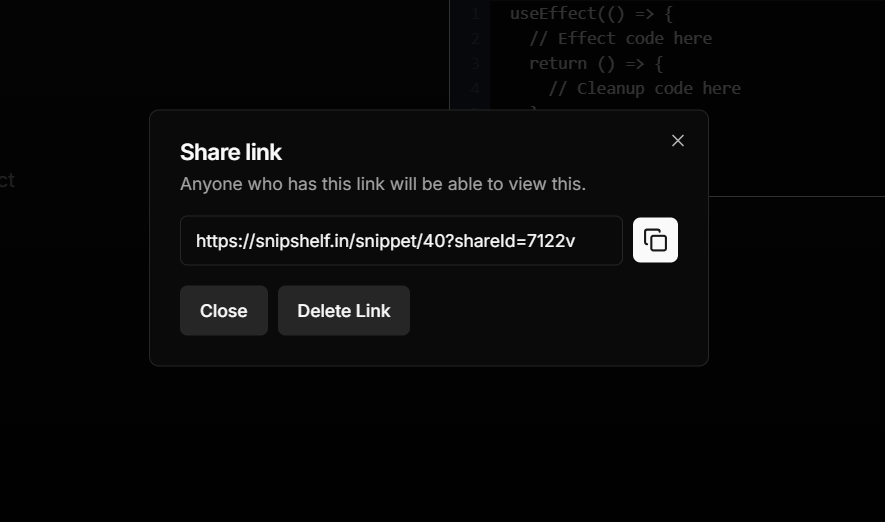 1 useEffect(() => {
2 // Effect code here
3 return () => {
4 // Cleanup code here
Share link
Anyone who has this link will be able to view this.
https://snipshelf.in/snippet/40?shareId=7122v
Close
Delete Link
ct